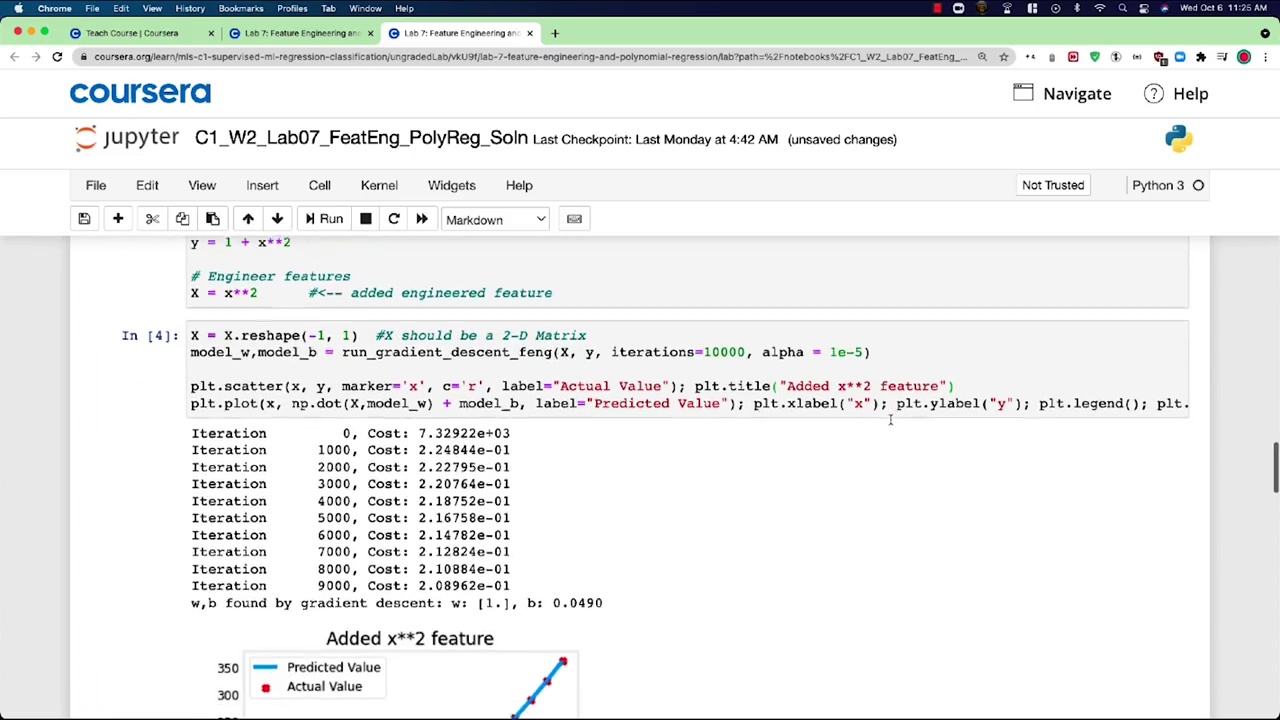 Chrome File Edit View History Bookmarks Profiles Tab Window Help Wed Oct 6 11:25 AM
Teach Course | Coursera Lab 7: Feature Engineering an Lab 7: Feature Engineering an
coursera.org/learn/mls-c1-supervised-ml-regression-classification/ungradedLab/vkU9f/lab-7-feature-engineering-and-polynomial-regression/lab?path=%2Fnotebooks%2FC1_W2_Lab07_FeatEng_...
coursera Navigate ? Help
jupyter C1_W2_Lab07_FeatEng_PolyReg_Soln Last Checkpoint: Last Monday at 4:42 AM (unsaved changes)
File Edit View Insert Cell Kernel Widgets Help Not Trusted Python 3
Run Markdown
y = 1 + x**2
# Engineer features
X = x**2 #<-- added engineered feature
In [4]: X = X.reshape(-1, 1) #X should be a 2-D Matrix
model_w,model_b = run_gradient_descent_feng(X, y, iterations=10000, alpha = 1e-5)
plt.scatter(x, y, marker='x', c='r', label="Actual Value"); plt.title("Added x**2 feature")
plt.plot(x, np.dot(X,model_w) + model_b, label="Predicted Value"); plt.xlabel("x"); plt.ylabel("y"); plt.legend(); plt.
Iteration 0, Cost: 7.32922e+03
Iteration 1000, Cost: 2.24844e-01
Iteration 2000, Cost: 2.22795e-01
Iteration 3000, Cost: 2.20764e-01
Iteration 4000, Cost: 2.18752e-01
Iteration 5000, Cost: 2.16758e-01
Iteration 6000, Cost: 2.14782e-01
Iteration 7000, Cost: 2.12824e-01
Iteration 8000, Cost: 2.10884e-01
Iteration 9000, Cost: 2.08962e-01
w,b found by gradient descent: w: [1.], b: 0.0490
Added x**2 feature
350 Predicted Value
Actual Value
300